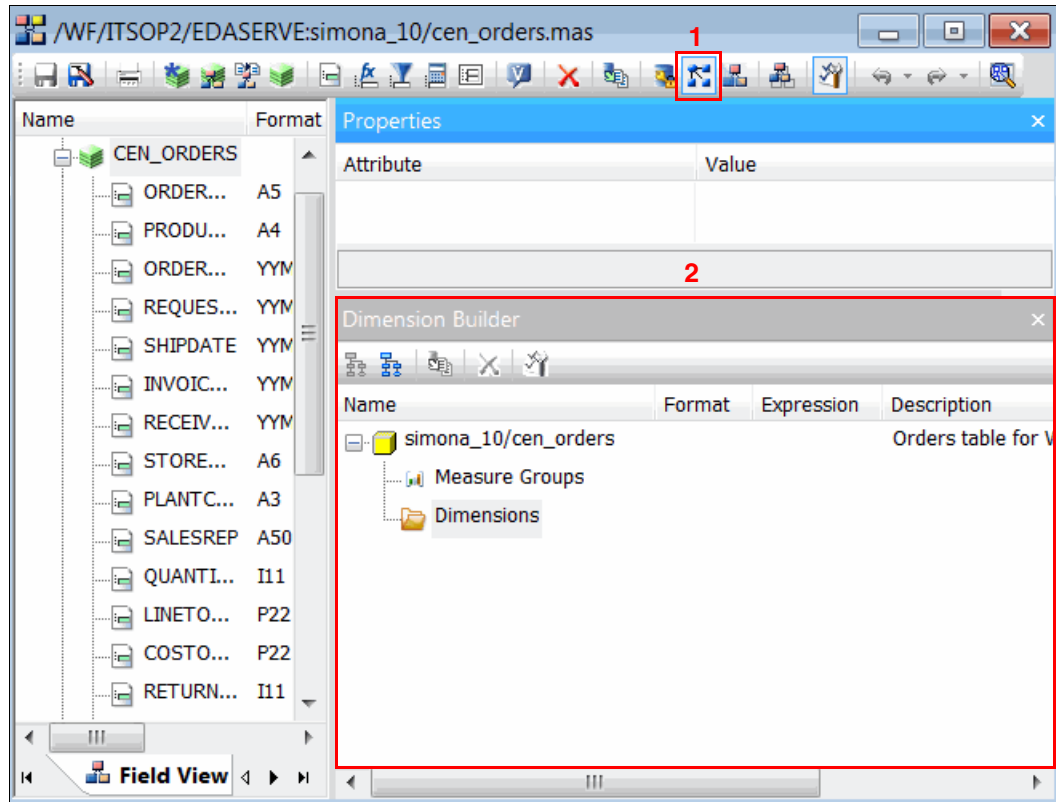 /WF/ITSOP2/EDASERVE:simona_10/cen_orders.mas
1
Name Format
CEN_ORDERS
ORDER... A5
PRODU... A4
ORDER... YYM
REQUES... YYM
SHIPDATE YYM
INVOIC... YYM
RECEIV... YYM
STORE... A6
PLANTC... A3
SALESREP A50
QUANTI... I11
LINETO... P22
COSTO... P22
RETURN... I11
Field View
Properties
Attribute Value
2
Dimension Builder
Name Format Expression Description
simona_10/cen_orders Orders table for W
Measure Groups
Dimensions